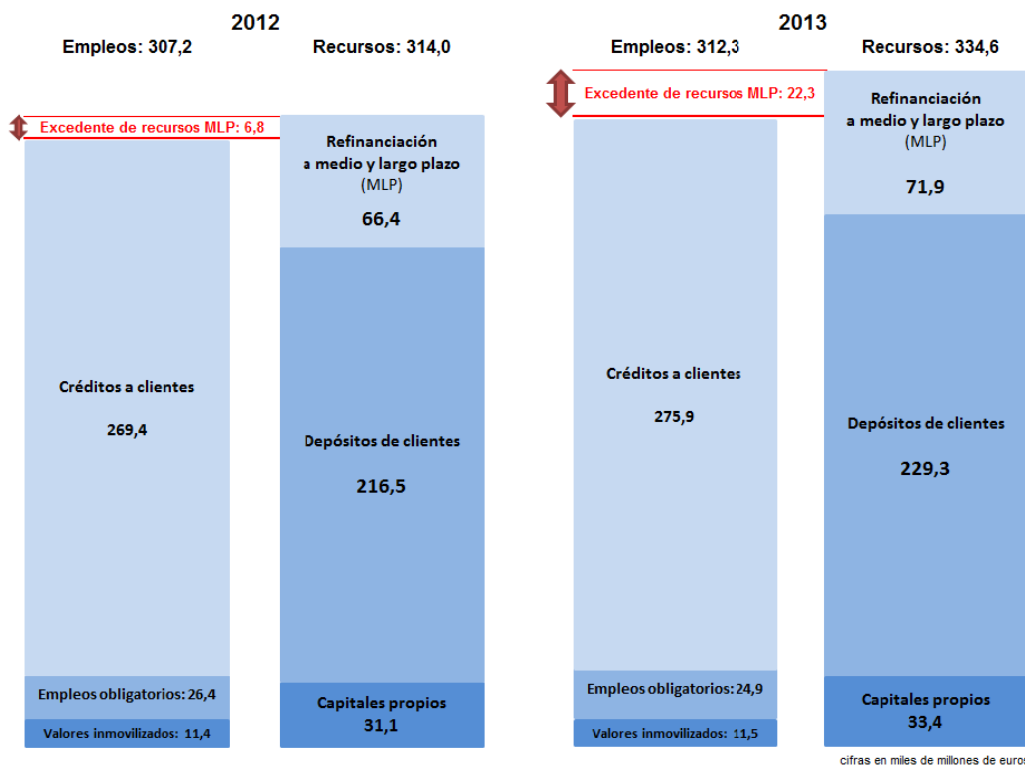 2012
Empleos: 307,2
Recursos: 314,0
Excedente de recursos MLP: 6,8
Créditos a clientes
269,4
Empleos obligatorios: 26,4
Valores inmovilizados: 11,4
Refinanciación
a medio y largo plazo
(MLP)
66,4
Depósitos de clientes
216,5
Capitales propios
31,1
2013
Empleos: 312,3
Recursos: 334,6
Excedente de recursos MLP: 22,3
Créditos a clientes
275,9
Empleos obligatorios: 24,9
Valores inmovilizados: 11,5
Refinanciación
a medio y largo plazo
(MLP)
71,9
Depósitos de clientes
229,3
Capitales propios
33,4
cifras en miles de millones de euros